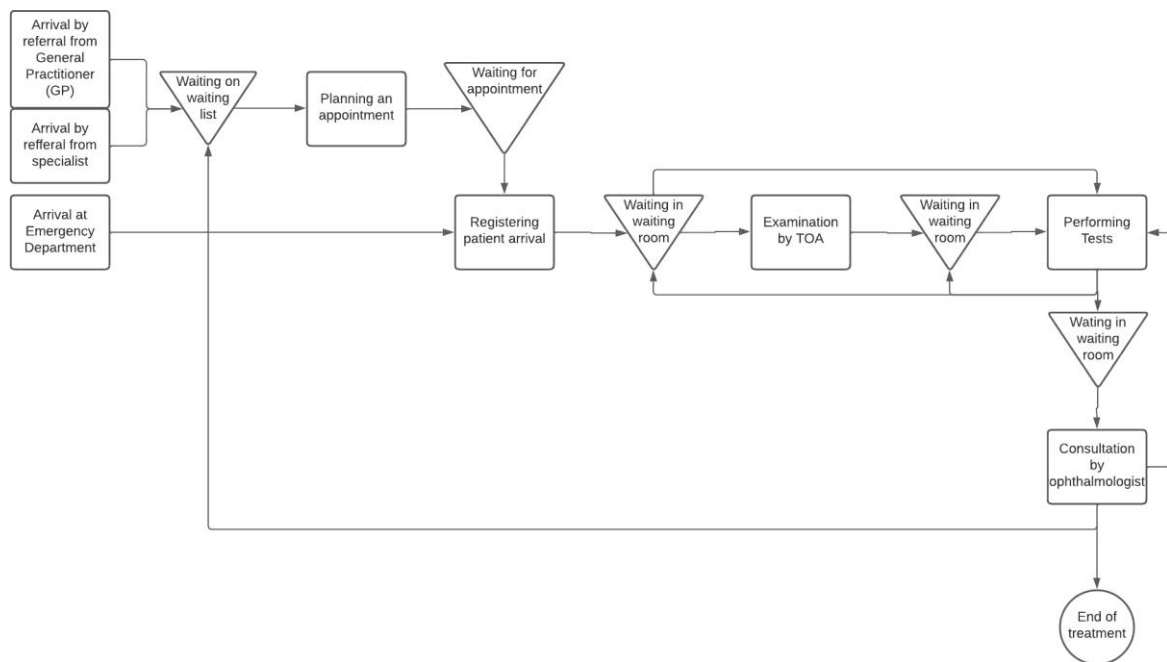 Arrival by
referral from
General
Practitioner
(GP)
Arrival by
refferal from
specialist
Arrival at
Emergency
Department
Waiting on
waiting
list
Planning an
appointment
Waiting for
appointment
Registering
patient arrival
Waiting in
waiting
room
Examination
by TOA
Waiting in
waiting
room
Performing
Tests
Wating in
waiting
room
Consultation
by
ophthalmologist
End of
treatment